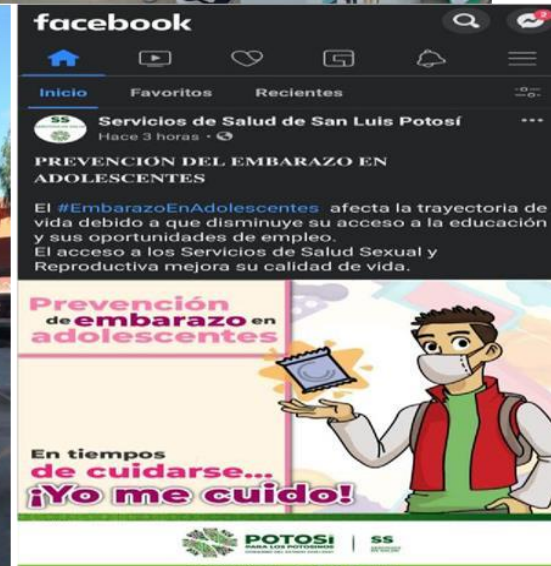 facebook
2
Inicio Favoritos Recientes
SS
Servicios de Salud de San Luis Potosí
Hace 3 horas ·
PREVENCIÓN DEL EMBARAZO EN
ADOLESCENTES
El #EmbarazoEnAdolescentes afecta la trayectoria de
vida debido a que disminuye su acceso a la educación
y sus oportunidades de empleo.
El acceso a los Servicios de Salud Sexual y
Reproductiva mejora su calidad de vida.
Prevención
de embarazo en
adolescentes
En tiempos
de cuidarse...
¡Yo me cuido!
POTOSÍ
PARA LOS POTOSINOS
SS